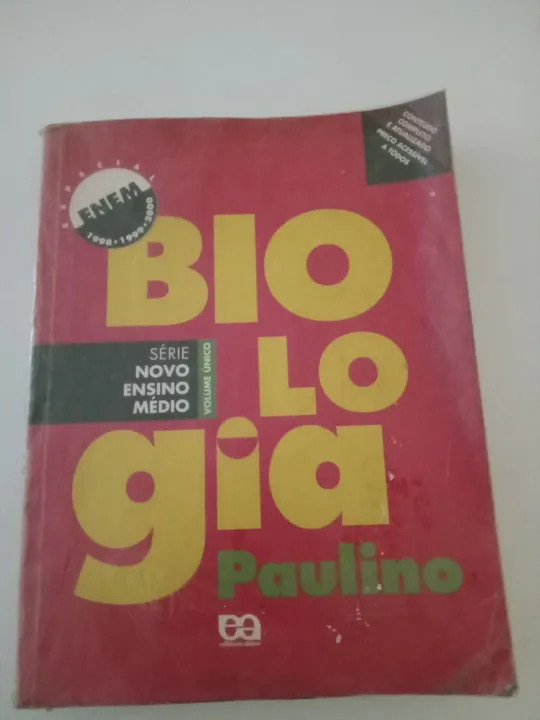 CONTEÚDO
COMPLETO
E ATUALIZADO
PREÇO ACESSÍVEL
A TODOS
ESPECIAL
ENEM
1998 • 1999 • 2000
BIO
LO
gia
SÉRIE
NOVO
ENSINO
MÉDIO
VOLUME ÚNICO
Paulino
ea
editora ática